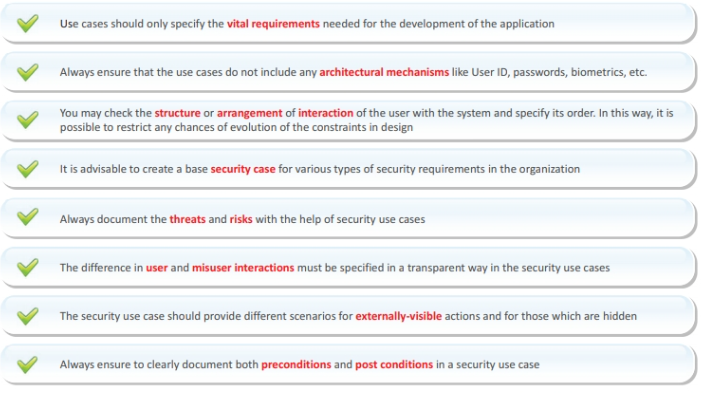 Use cases should only specify the vital requirements needed for the development of the application
Always ensure that the use cases do not include any architectural mechanisms like User ID, passwords, biometrics, etc.
You may check the structure or arrangement of interaction of the user with the system and specify its order. In this way, it is
possible to restrict any chances of evolution of the constraints in design
It is advisable to create a base security case for various types of security requirements in the organization
Always document the threats and risks with the help of security use cases
The difference in user and misuser interactions must be specified in a transparent way in the security use cases
The security use case should provide different scenarios for externally-visible actions and for those which are hidden
Always ensure to clearly document both preconditions and post conditions in a security use case